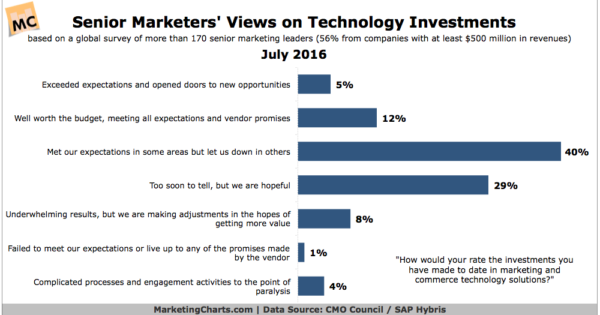 MC
Senior Marketers' Views on Technology Investments
based on a global survey of more than 170 senior marketing leaders (56% from companies with at least $500 million in revenues)
July 2016
Exceeded expectations and opened doors to new opportunities
5%
Well worth the budget, meeting all expectations and vendor promises
12%
Met our expectations in some areas but let us down in others
40%
Too soon to tell, but we are hopeful
29%
Underwhelming results, but we are making adjustments in the hopes of
getting more value
8%
Failed to meet our expectations or live up to any of the promises made
by the vendor
1%
Complicated processes and engagement activities to the point of
paralysis
4%
"How would your rate the investments you
have made to date in marketing and
commerce technology solutions?"
MarketingCharts.com | Data Source: CMO Council / SAP Hybris